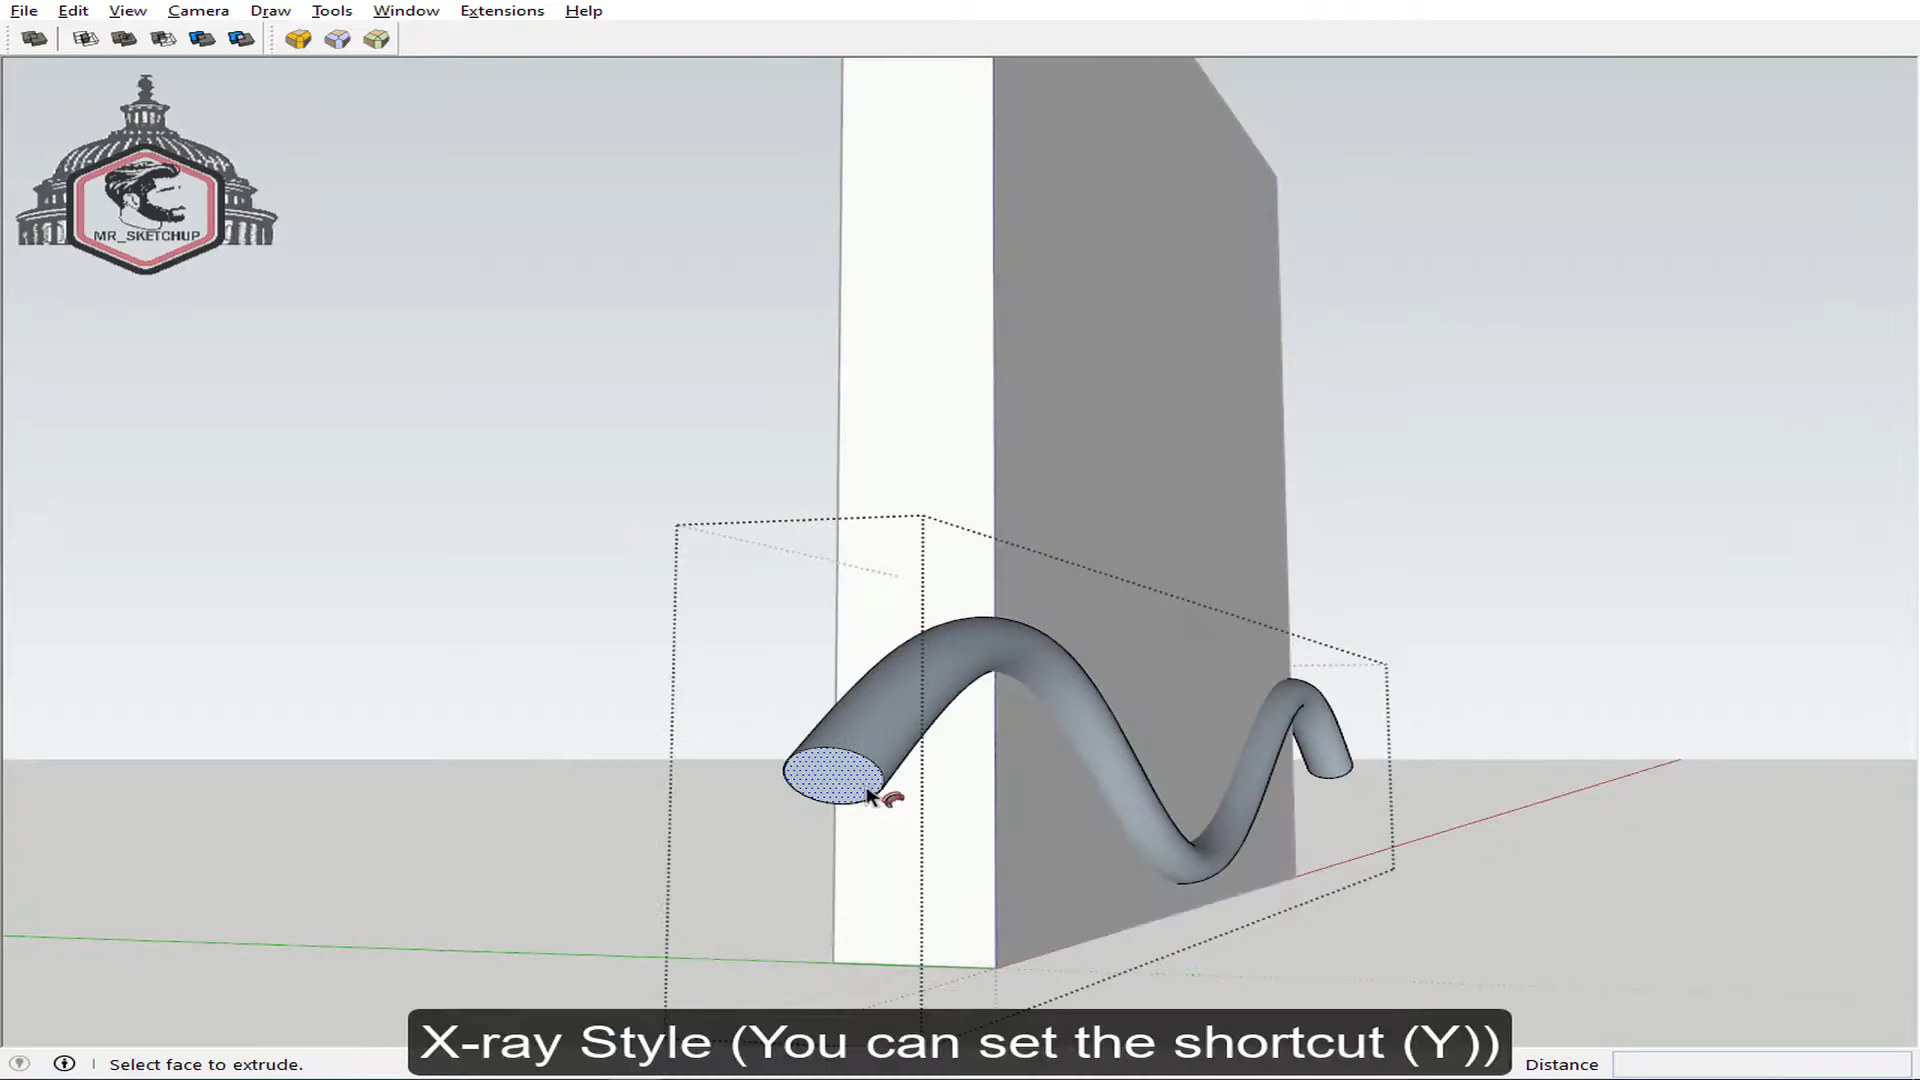 File Edit View Camera Draw Tools Window Extensions Help
MR_SKETCHUP
X-ray Style (You can set the shortcut (Y))
Select face to extrude.
Distance